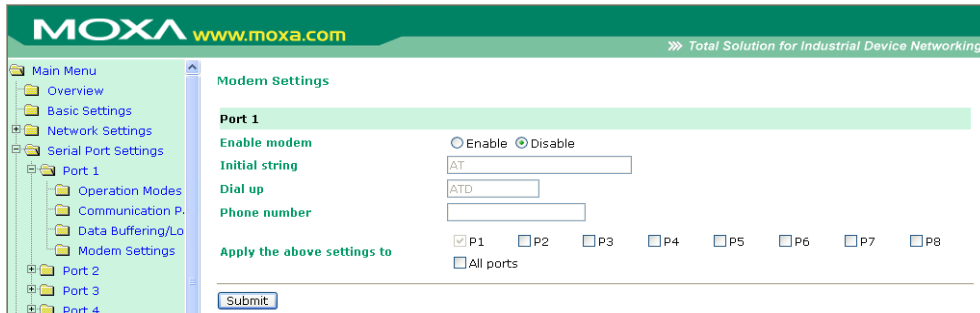 MOXA www.moxa.com
Total Solution for Industrial Device Networking
Main Menu
Overview
Basic Settings
Network Settings
Serial Port Settings
Port 1
Operation Modes
Communication P
Data Buffering/Lo
Modem Settings
Port 2
Port 3
Port 4
Modem Settings
Port 1
Enable modem Enable Disable
Initial string AT
Dial up ATD
Phone number
Apply the above settings to P1 P2 P3 P4 P5 P6 P7 P8
All ports
Submit